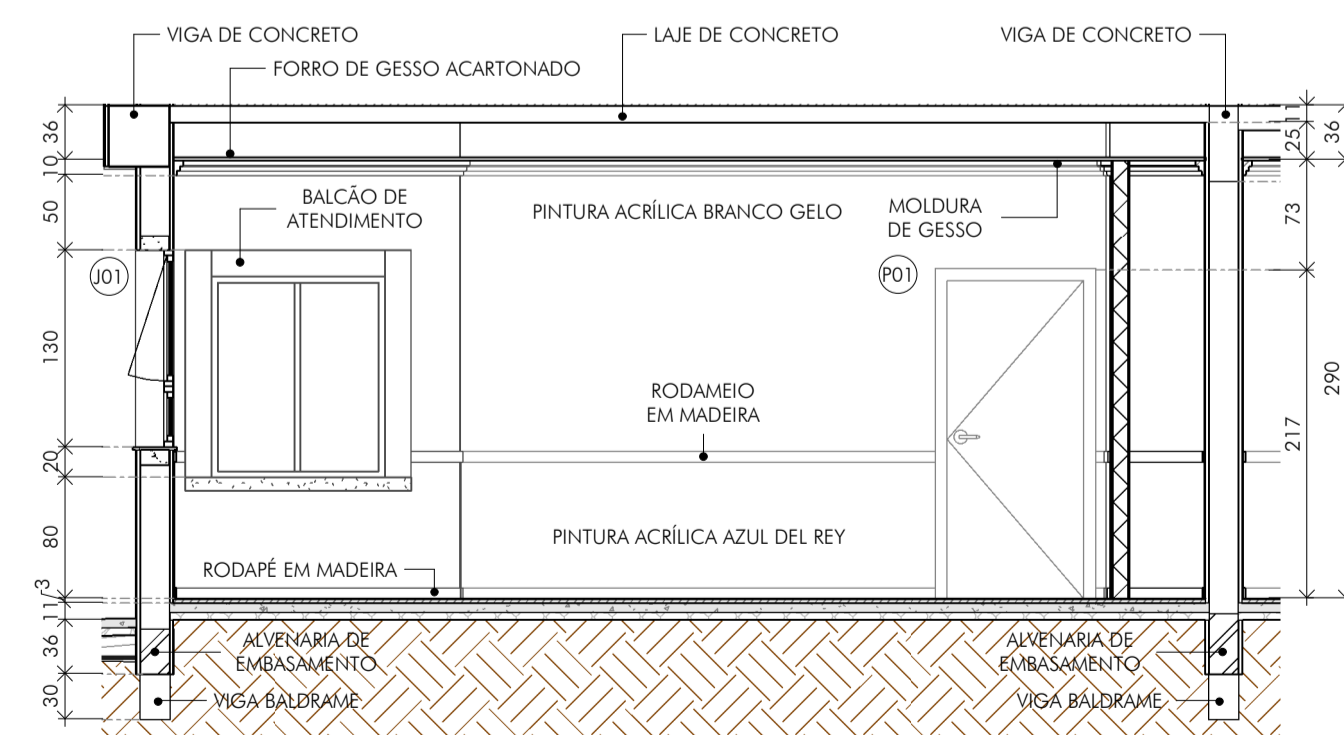 VIGA DE CONCRETO
LAJE DE CONCRETO
VIGA DE CONCRETO
FORRO DE GESSO ACARTONADO
36
10
50
130
20
80
3
11
36
30
11
25
36
73
290
217
BALCÃO DE
ATENDIMENTO
PINTURA ACRÍLICA BRANCO GELO
MOLDURA
DE GESSO
J01
P01
RODAMEIO
EM MADEIRA
PINTURA ACRÍLICA AZUL DEL REY
RODAPÉ EM MADEIRA
ALVENARIA DE
EMBASAMENTO
ALVENARIA DE
EMBASAMENTO
VIGA BALDRAME
VIGA BALDRAME